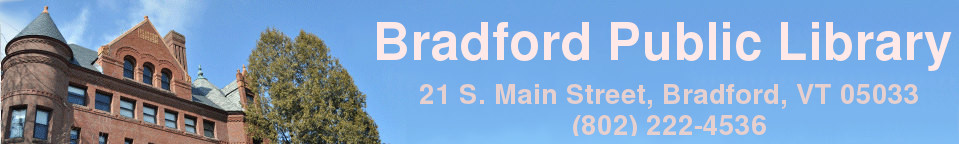 Bradford Public Library
21 S. Main Street, Bradford, VT 05033
(802) 222-4536